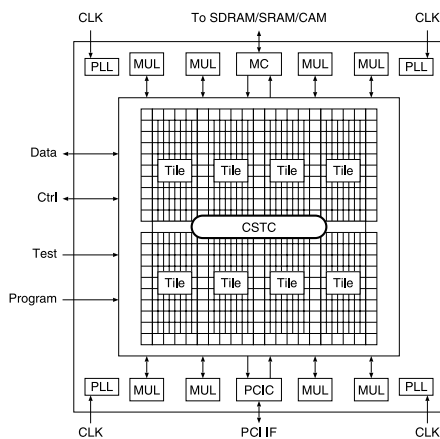 CLK To SDRAM/SRAM/CAM CLK
PLL MUL MUL MC MUL MUL PLL
Data
Tile Tile Tile Tile
Ctrl
CSTC
Test
Tile Tile Tile Tile
Program
PLL MUL MUL PCIC MUL MUL PLL
CLK PCI IF CLK